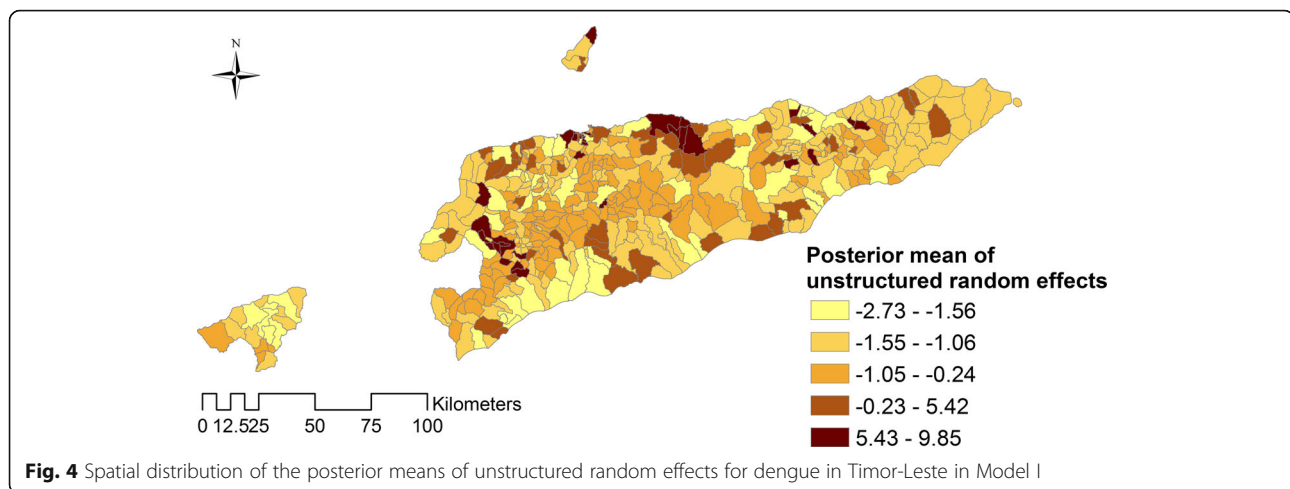 N
Posterior mean of
unstructured random effects
-2.73 - -1.56
-1.55 - -1.06
-1.05 - -0.24
-0.23 - 5.42
5.43 - 9.85
Kilometers
0 12.525 50 75 100
Fig. 4 Spatial distribution of the posterior means of unstructured random effects for dengue in Timor-Leste in Model I